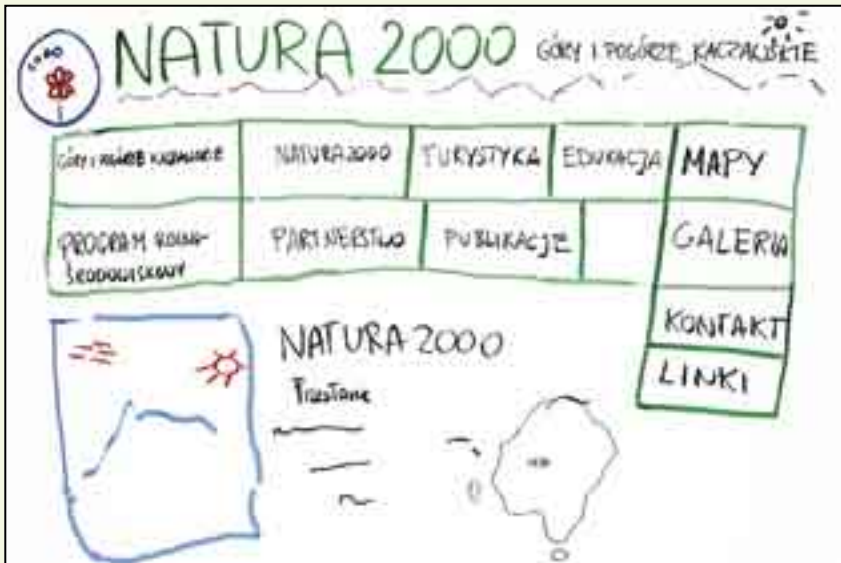 NATURA 2000 GÓRY I POGÓRZE KACZAWSKIE
GÓRY I POGÓRZE KACZAWSKIE NATURA 2000 TURYSTYKA EDUKACJA MAPY
PROGRAM ROLNO- PARTNERSTWO PUBLIKACJE GALERIA
ŚRODOWISKOWY
KONTAKT
LINKI
NATURA 2000